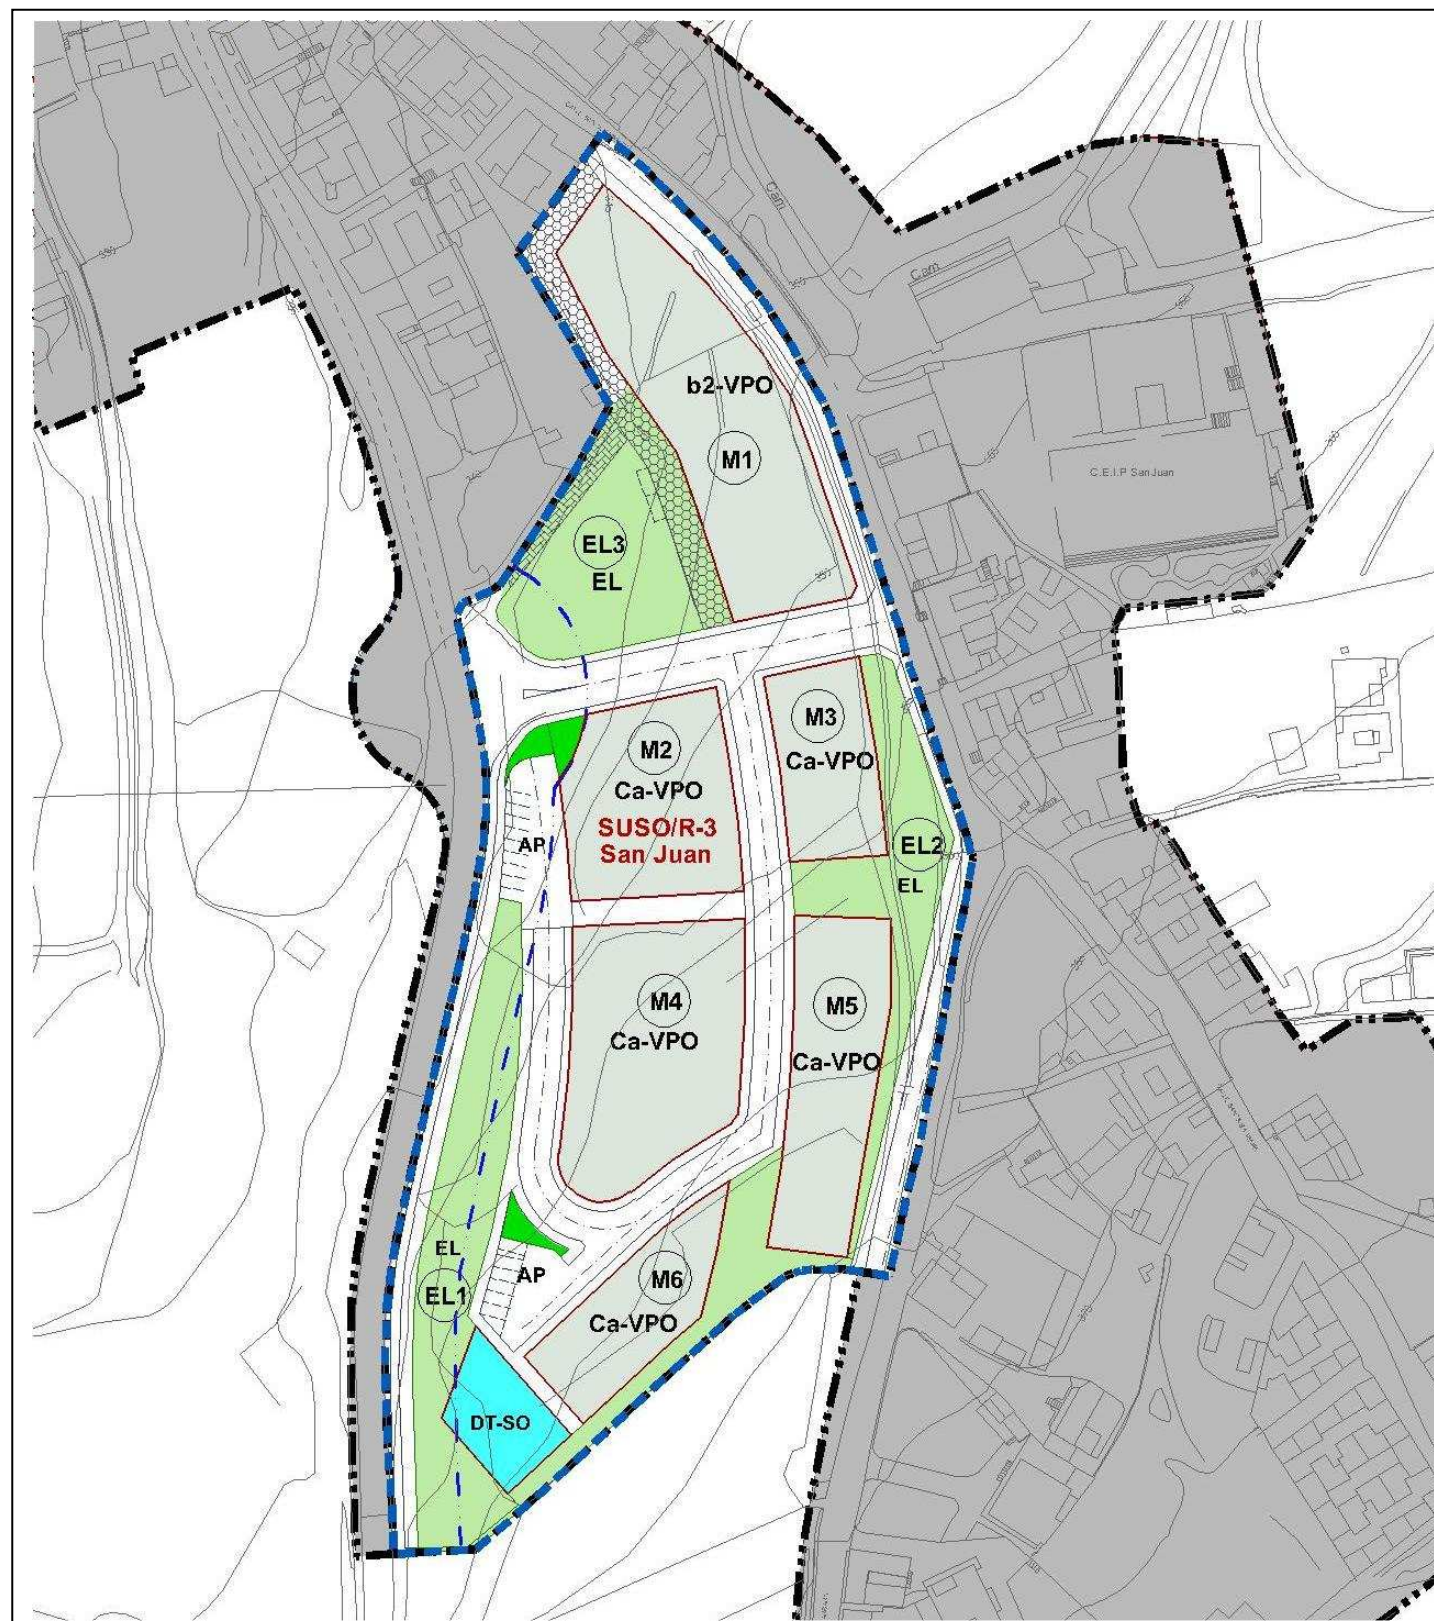 Cam
Cam
b2-VPO
M1
C.E.I.P San Juan
EL3
EL
M3
Ca-VPO
M2
Ca-VPO
SUSO/R-3
San Juan
AP
EL2
EL
M4
Ca-VPO
M5
Ca-VPO
EL
EL1
AP
M6
Ca-VPO
DT-SO